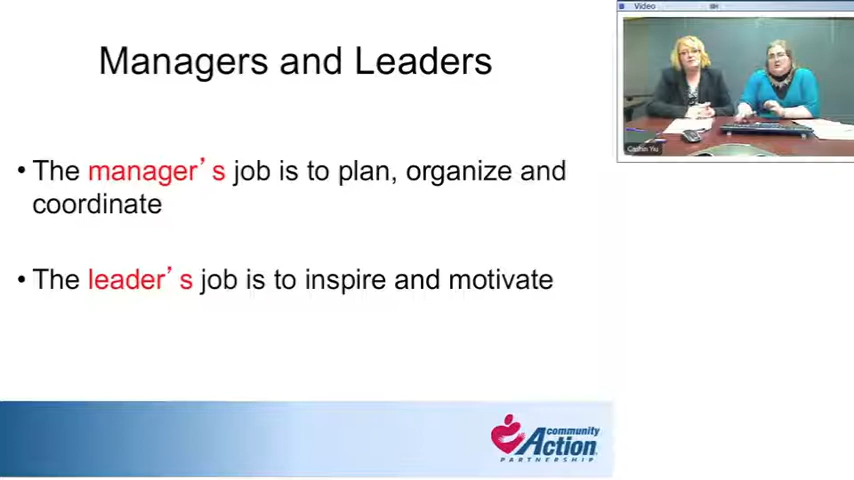 Video
Managers and Leaders
• The manager's job is to plan, organize and
coordinate
• The leader's job is to inspire and motivate
community
Action
PARTNERSHIP